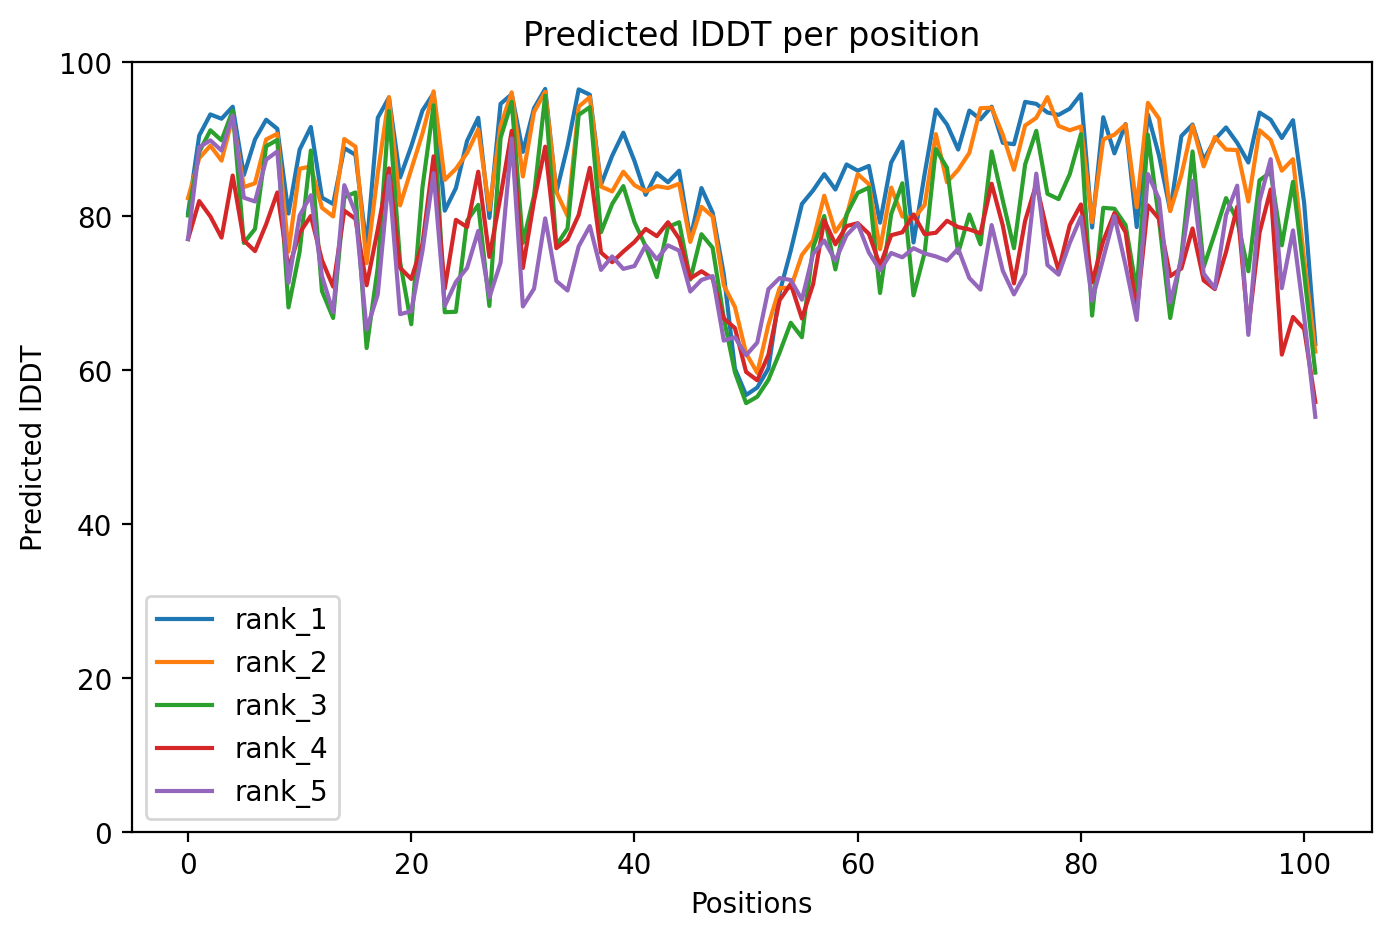 Predicted lDDT per position
100
80
60
40
20
0
Predicted lDDT
rank_1
rank_2
rank_3
rank_4
rank_5
0 20 40 60 80 100
Positions